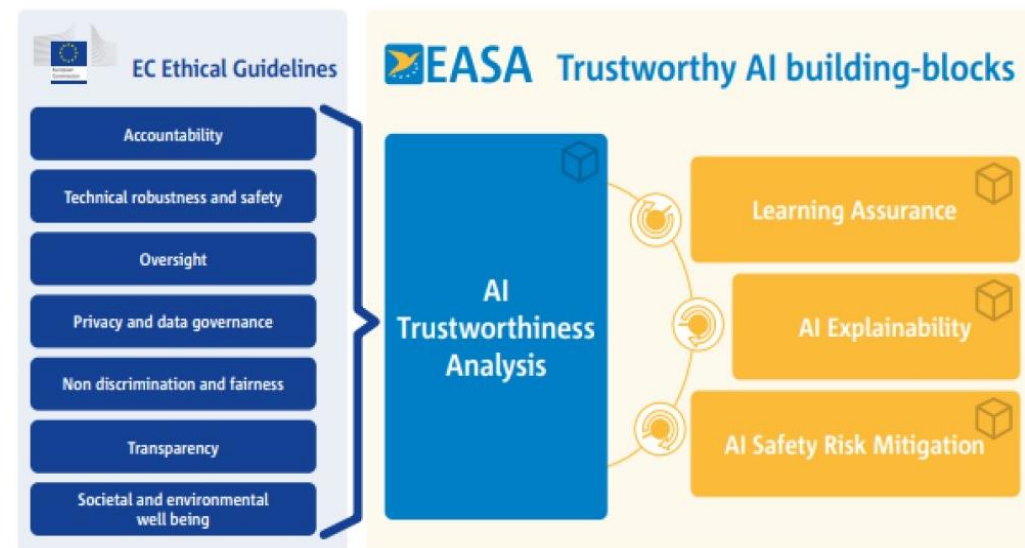 EC Ethical Guidelines
Accountability
Technical robustness and safety
Oversight
Privacy and data governance
Non discrimination and fairness
Transparency
Societal and environmental
well being
EASA Trustworthy AI building-blocks
AI
Trustworthiness
Analysis
Learning Assurance
AI Explainability
AI Safety Risk Mitigation